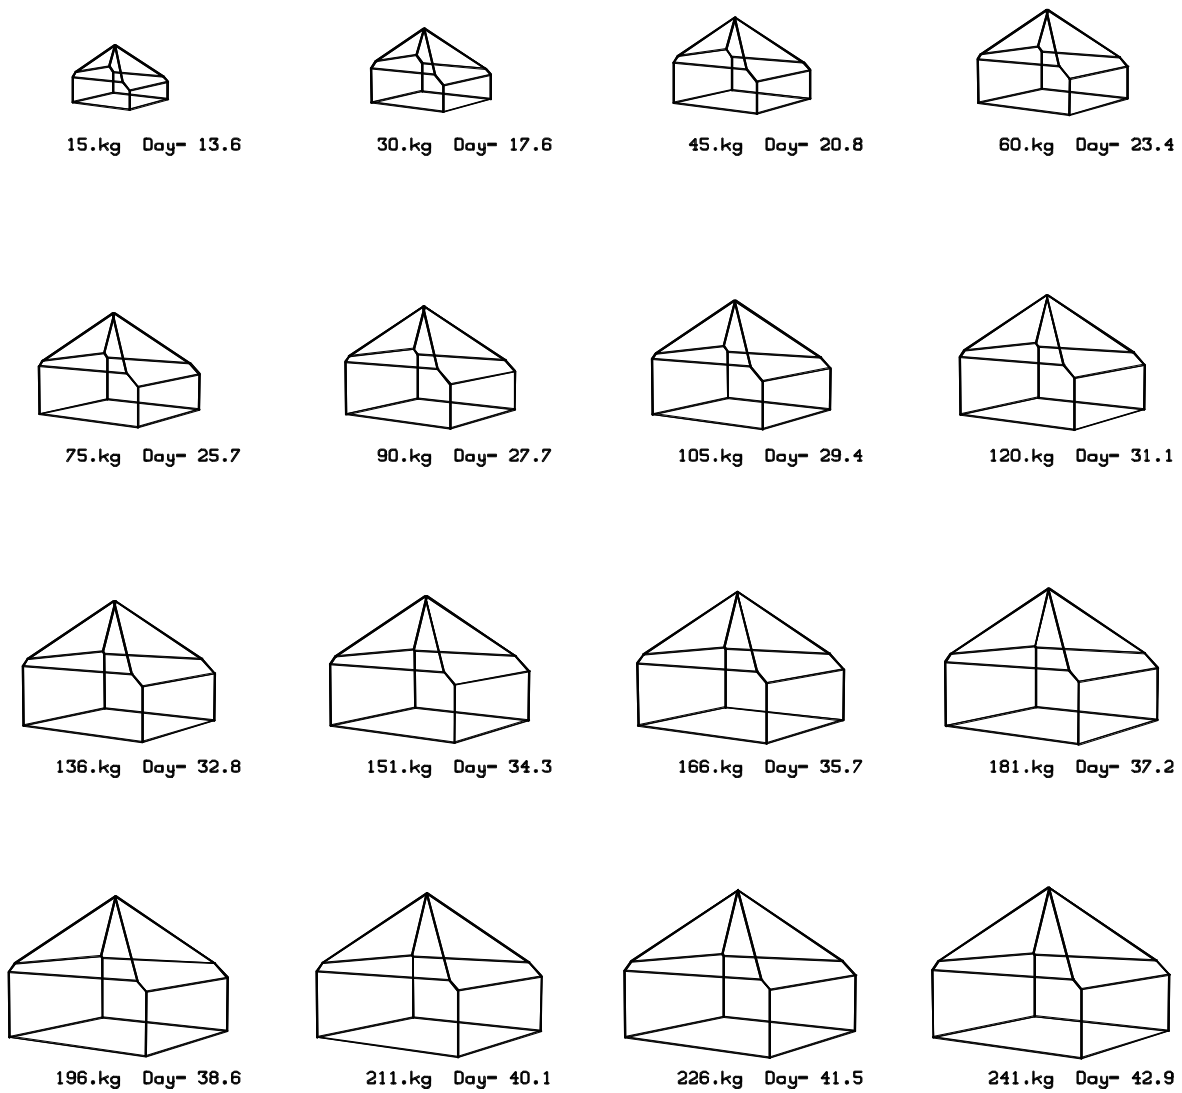 15.kg Day- 13.6
30.kg Day- 17.6
45.kg Day- 20.8
60.kg Day- 23.4
75.kg Day- 25.7
90.kg Day- 27.7
105.kg Day- 29.4
120.kg Day- 31.1
136.kg Day- 32.8
151.kg Day- 34.3
166.kg Day- 35.7
181.kg Day- 37.2
196.kg Day- 38.6
211.kg Day- 40.1
226.kg Day- 41.5
241.kg Day- 42.9